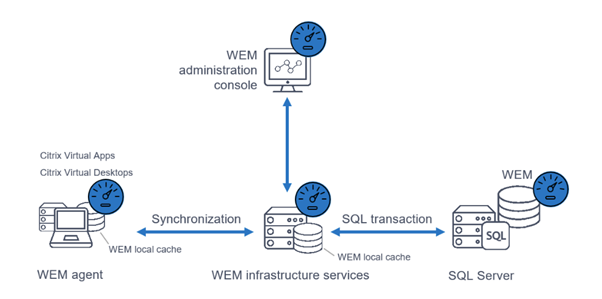 WEM
administration
console
Citrix Virtual Apps
Citrix Virtual Desktops
WEM
Synchronization
SQL transaction
SQL
WEM local cache
WEM local cache
WEM agent
WEM infrastructure services
SQL Server